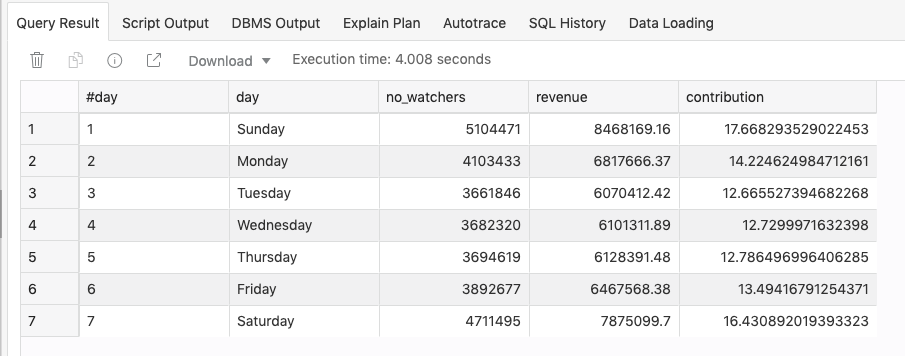 Query Result Script Output DBMS Output Explain Plan Autotrace SQL History Data Loading
Download Execution time: 4.008 seconds
#day day no_watchers revenue contribution
1 1 Sunday 5104471 8468169.16 17.668293529022453
2 2 Monday 4103433 6817666.37 14.224624984712161
3 3 Tuesday 3661846 6070412.42 12.665527394682268
4 4 Wednesday 3682320 6101311.89 12.7299971632398
5 5 Thursday 3694619 6128391.48 12.786496996406285
6 6 Friday 3892677 6467568.38 13.49416791254371
7 7 Saturday 4711495 7875099.7 16.430892019393323